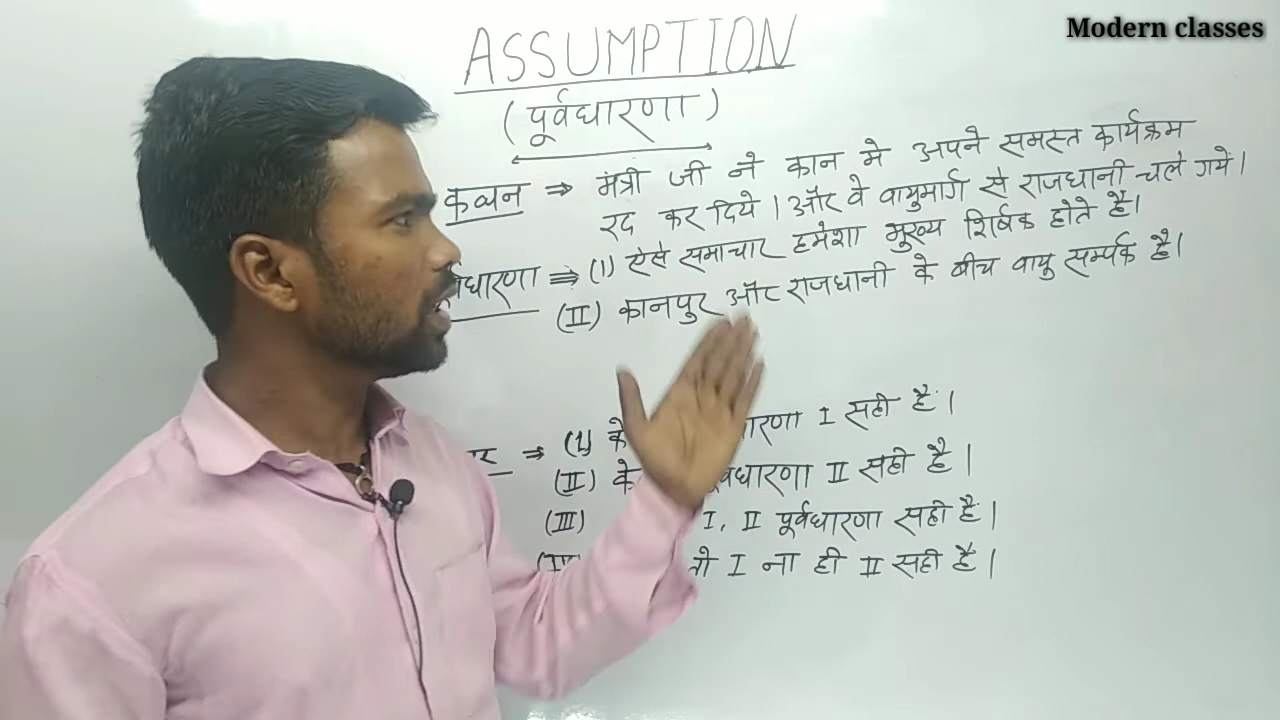 Modern classes
ASSUMPTION
(पूर्वधारणा)
कथन ⇒ मंत्री जी ने कान मे अपने समस्त कार्यक्रम
रद कर दिये । और वे वायुमार्ग से राजधानी चले गये ।
धारणा ⇒ (I) ऐसे समाचार हमेशा मुख्य शिर्षक होते है।
(II) कानपुर और राजधानी के बीच वायु सम्पर्क है।
⇒ (I) के धारणा I सही है ।
(II) के पूर्वधारणा II सही है ।
(III) I, II पूर्वधारणा सही है ।
तो I ना ही II सही है ।